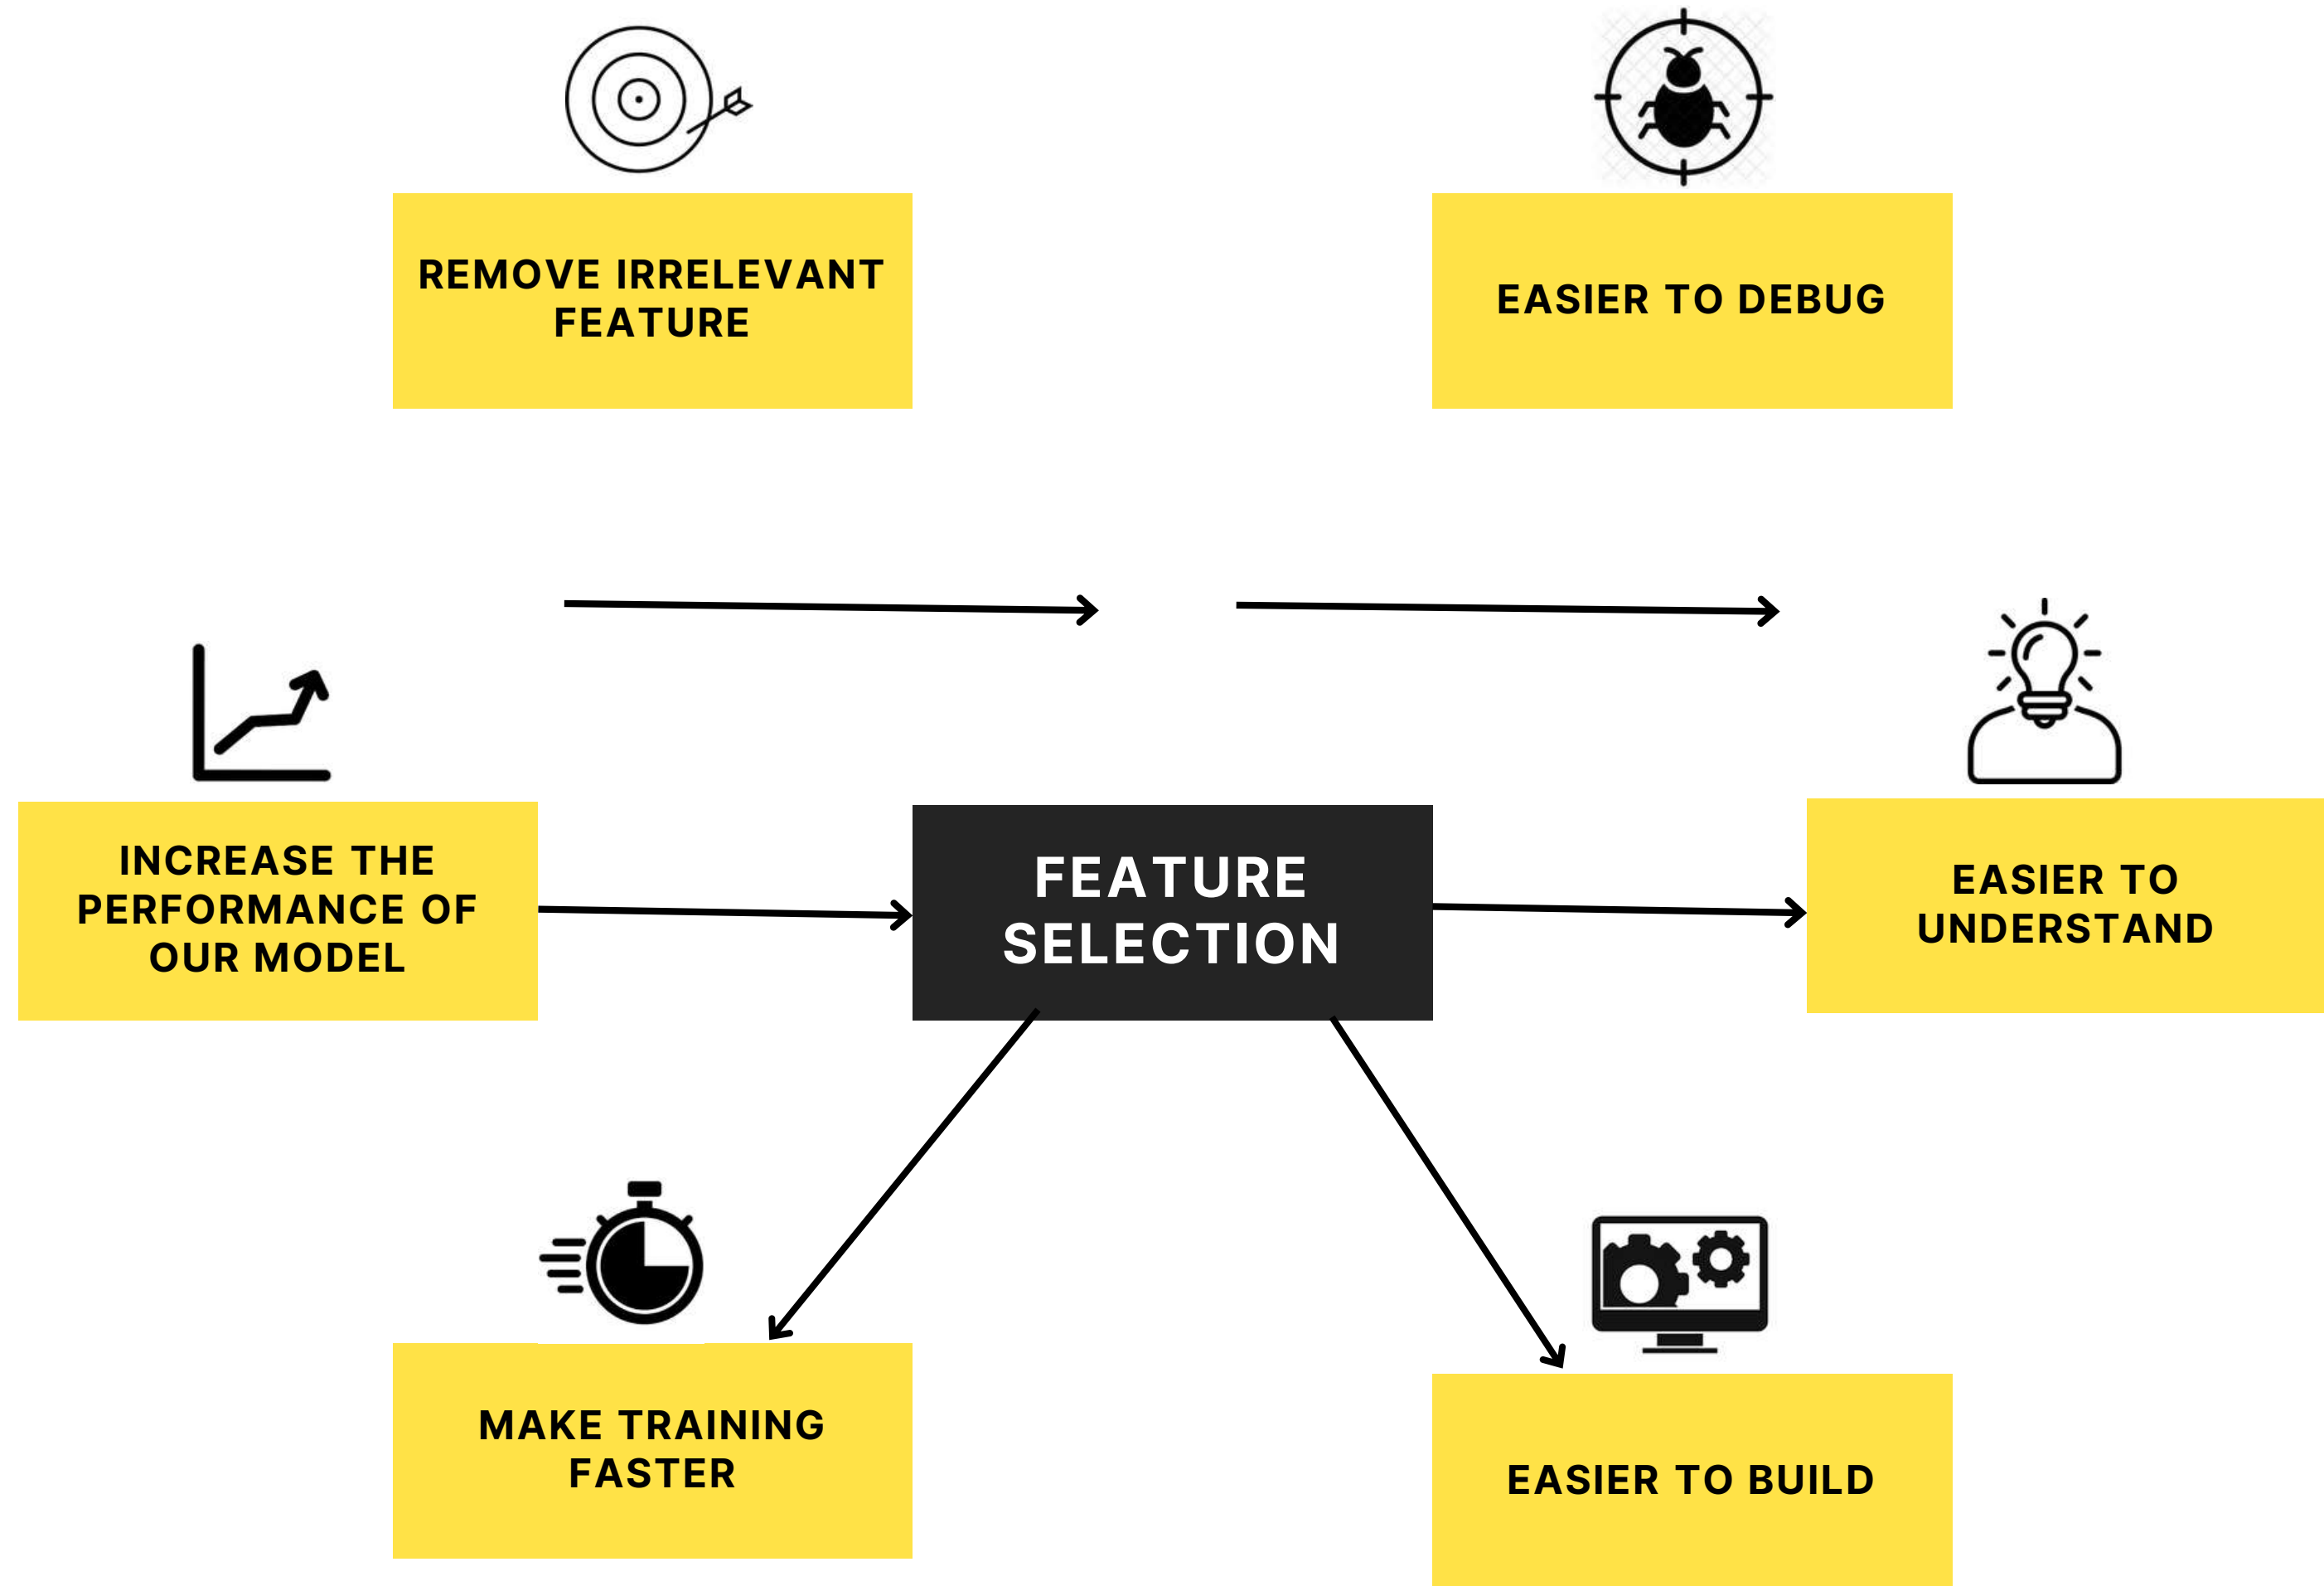 REMOVE IRRELEVANT
FEATURE
EASIER TO DEBUG
INCREASE THE
PERFORMANCE OF
OUR MODEL
FEATURE
SELECTION
EASIER TO
UNDERSTAND
MAKE TRAINING
FASTER
EASIER TO BUILD